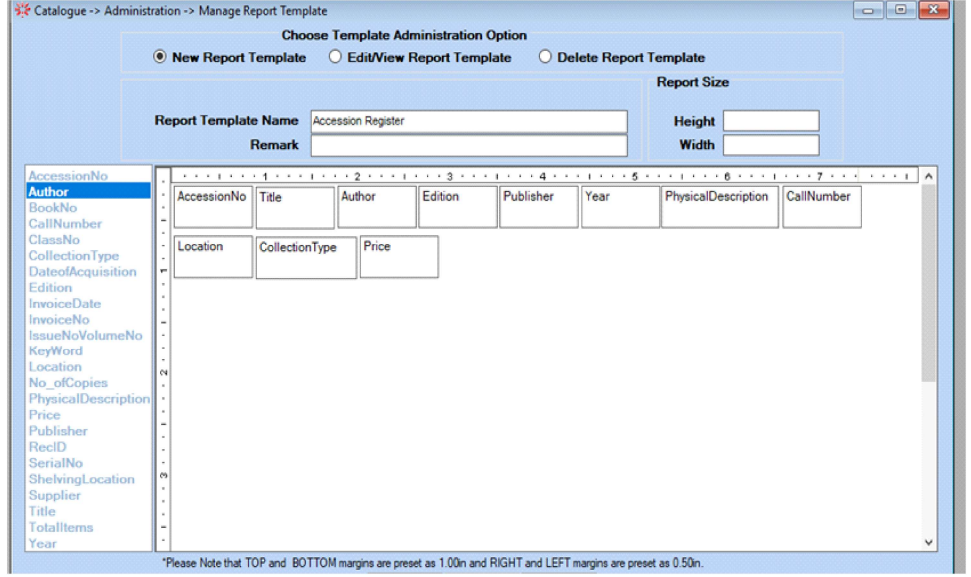 Catalogue -> Administration -> Manage Report Template
Choose Template Administration Option
New Report Template Edit/View Report Template Delete Report Template
Report Size
Report Template Name Accession Register Height
Remark Width
AccessionNo
Author
BookNo
CallNumber
ClassNo
CollectionType
DateofAcquisition
Edition
InvoiceDate
InvoiceNo
IssueNoVolumeNo
KeyWord
Location
No_ofCopies
PhysicalDescription
Price
Publisher
RecID
SerialNo
ShelvingLocation
Supplier
Title
TotalItems
Year
1 2 3 4 5 6 7
AccessionNo Title Author Edition Publisher Year PhysicalDescription CallNumber
Location CollectionType Price
1
2
3
*Please Note that TOP and BOTTOM margins are preset as 1.00in and RIGHT and LEFT margins are preset as 0.50in.